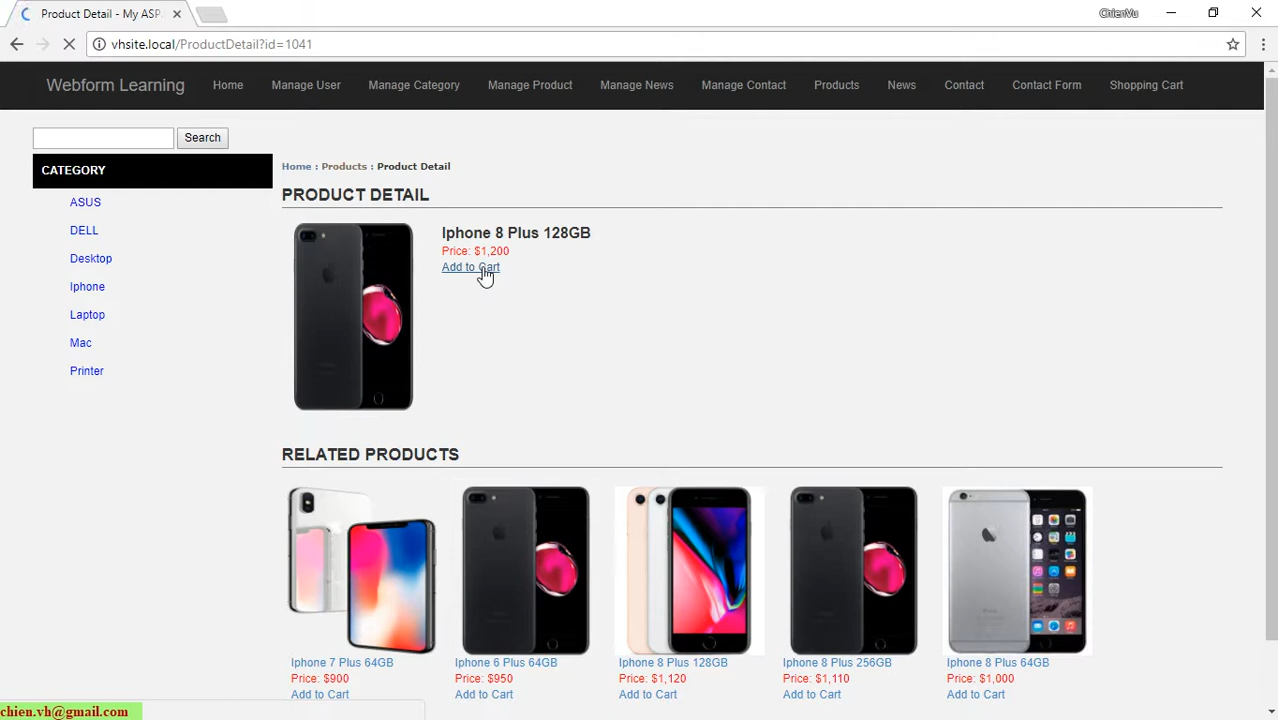 Product Detail - My ASP
ChienVu
vhsite.local/ProductDetail?id=1041
Webform Learning Home Manage User Manage Category Manage Product Manage News Manage Contact Products News Contact Contact Form Shopping Cart
Search
CATEGORY
ASUS
DELL
Desktop
Iphone
Laptop
Mac
Printer
Home : Products : Product Detail
PRODUCT DETAIL
Iphone 8 Plus 128GB
Price: $1,200
Add to Cart
RELATED PRODUCTS
Iphone 7 Plus 64GB Iphone 6 Plus 64GB Iphone 8 Plus 128GB Iphone 8 Plus 256GB Iphone 8 Plus 64GB
Price: $900 Price: $950 Price: $1,120 Price: $1,110 Price: $1,000
Add to Cart Add to Cart Add to Cart Add to Cart Add to Cart
chien.vh@gmail.com